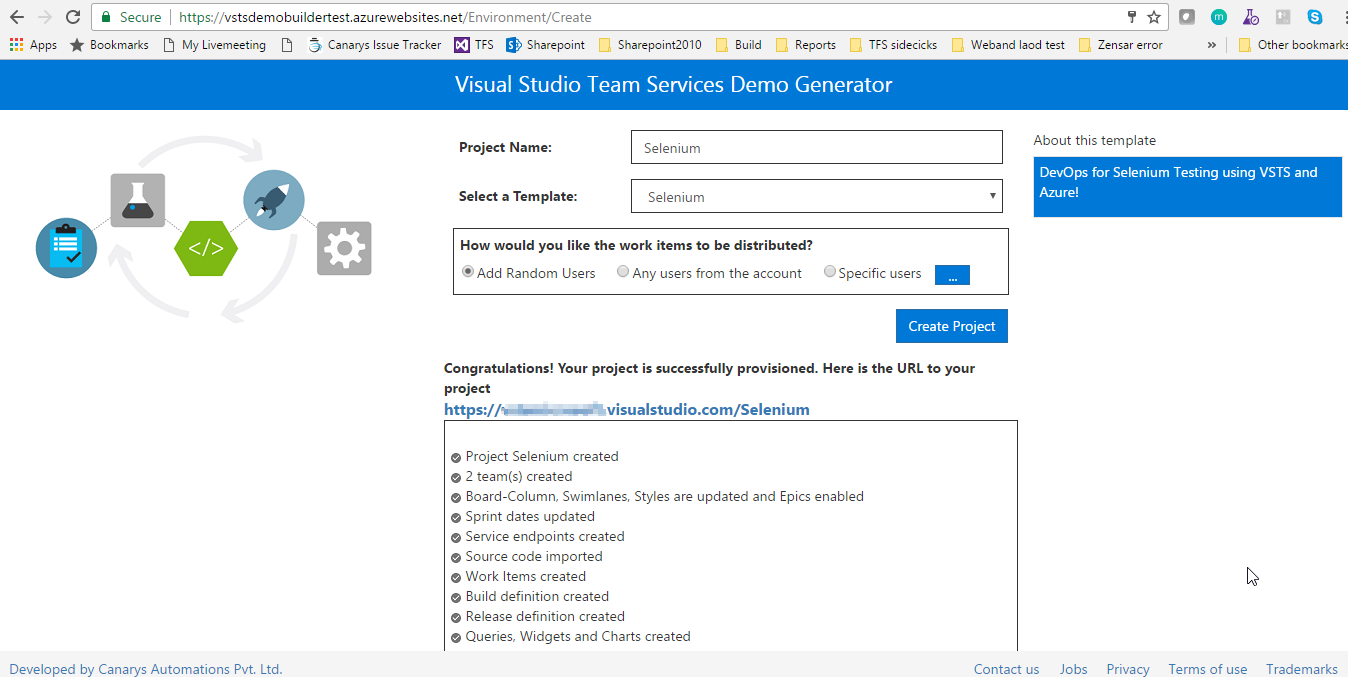 Secure https://vstsdemobuildertest.azurewebsites.net/Environment/Create
Apps Bookmarks My Livemeeting Canarys Issue Tracker TFS Sharepoint Sharepoint2010 Build Reports TFS sidecicks Weband laod test Zensar error » Other bookmarks
Visual Studio Team Services Demo Generator
Project Name: Selenium
Select a Template: Selenium
How would you like the work items to be distributed?
Add Random Users Any users from the account Specific users ...
Create Project
About this template
DevOps for Selenium Testing using VSTS and
Azure!
</>
Congratulations! Your project is successfully provisioned. Here is the URL to your
project
https:// .visualstudio.com/Selenium
Project Selenium created
2 team(s) created
Board-Column, Swimlanes, Styles are updated and Epics enabled
Sprint dates updated
Service endpoints created
Source code imported
Work Items created
Build definition created
Release definition created
Queries, Widgets and Charts created
Developed by Canarys Automations Pvt. Ltd. Contact us Jobs Privacy Terms of use Trademarks